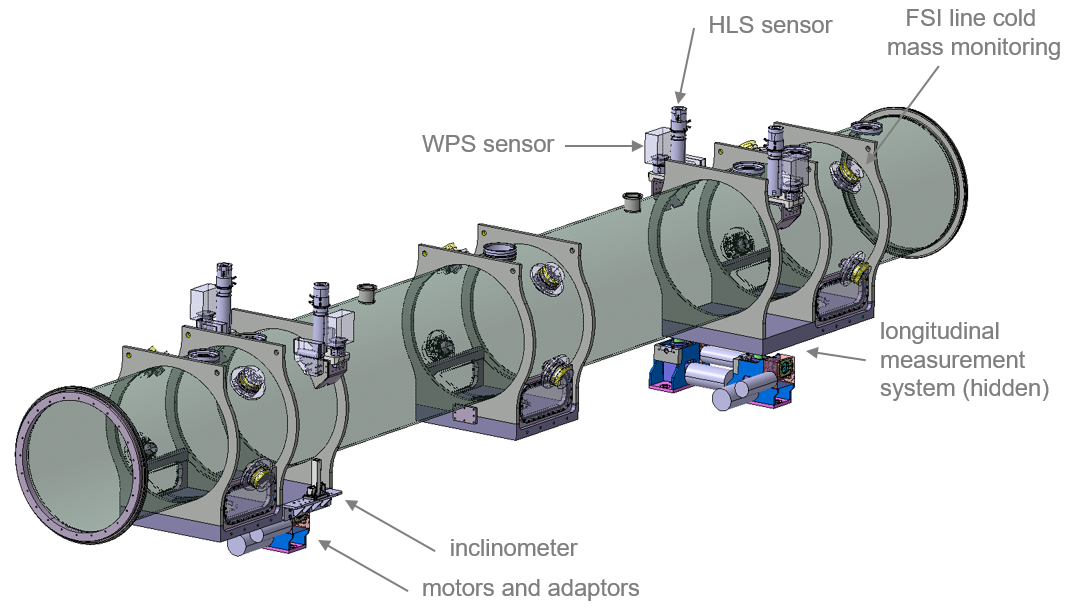 HLS sensor
FSI line cold
mass monitoring
WPS sensor
longitudinal
measurement
system (hidden)
inclinometer
motors and adaptors